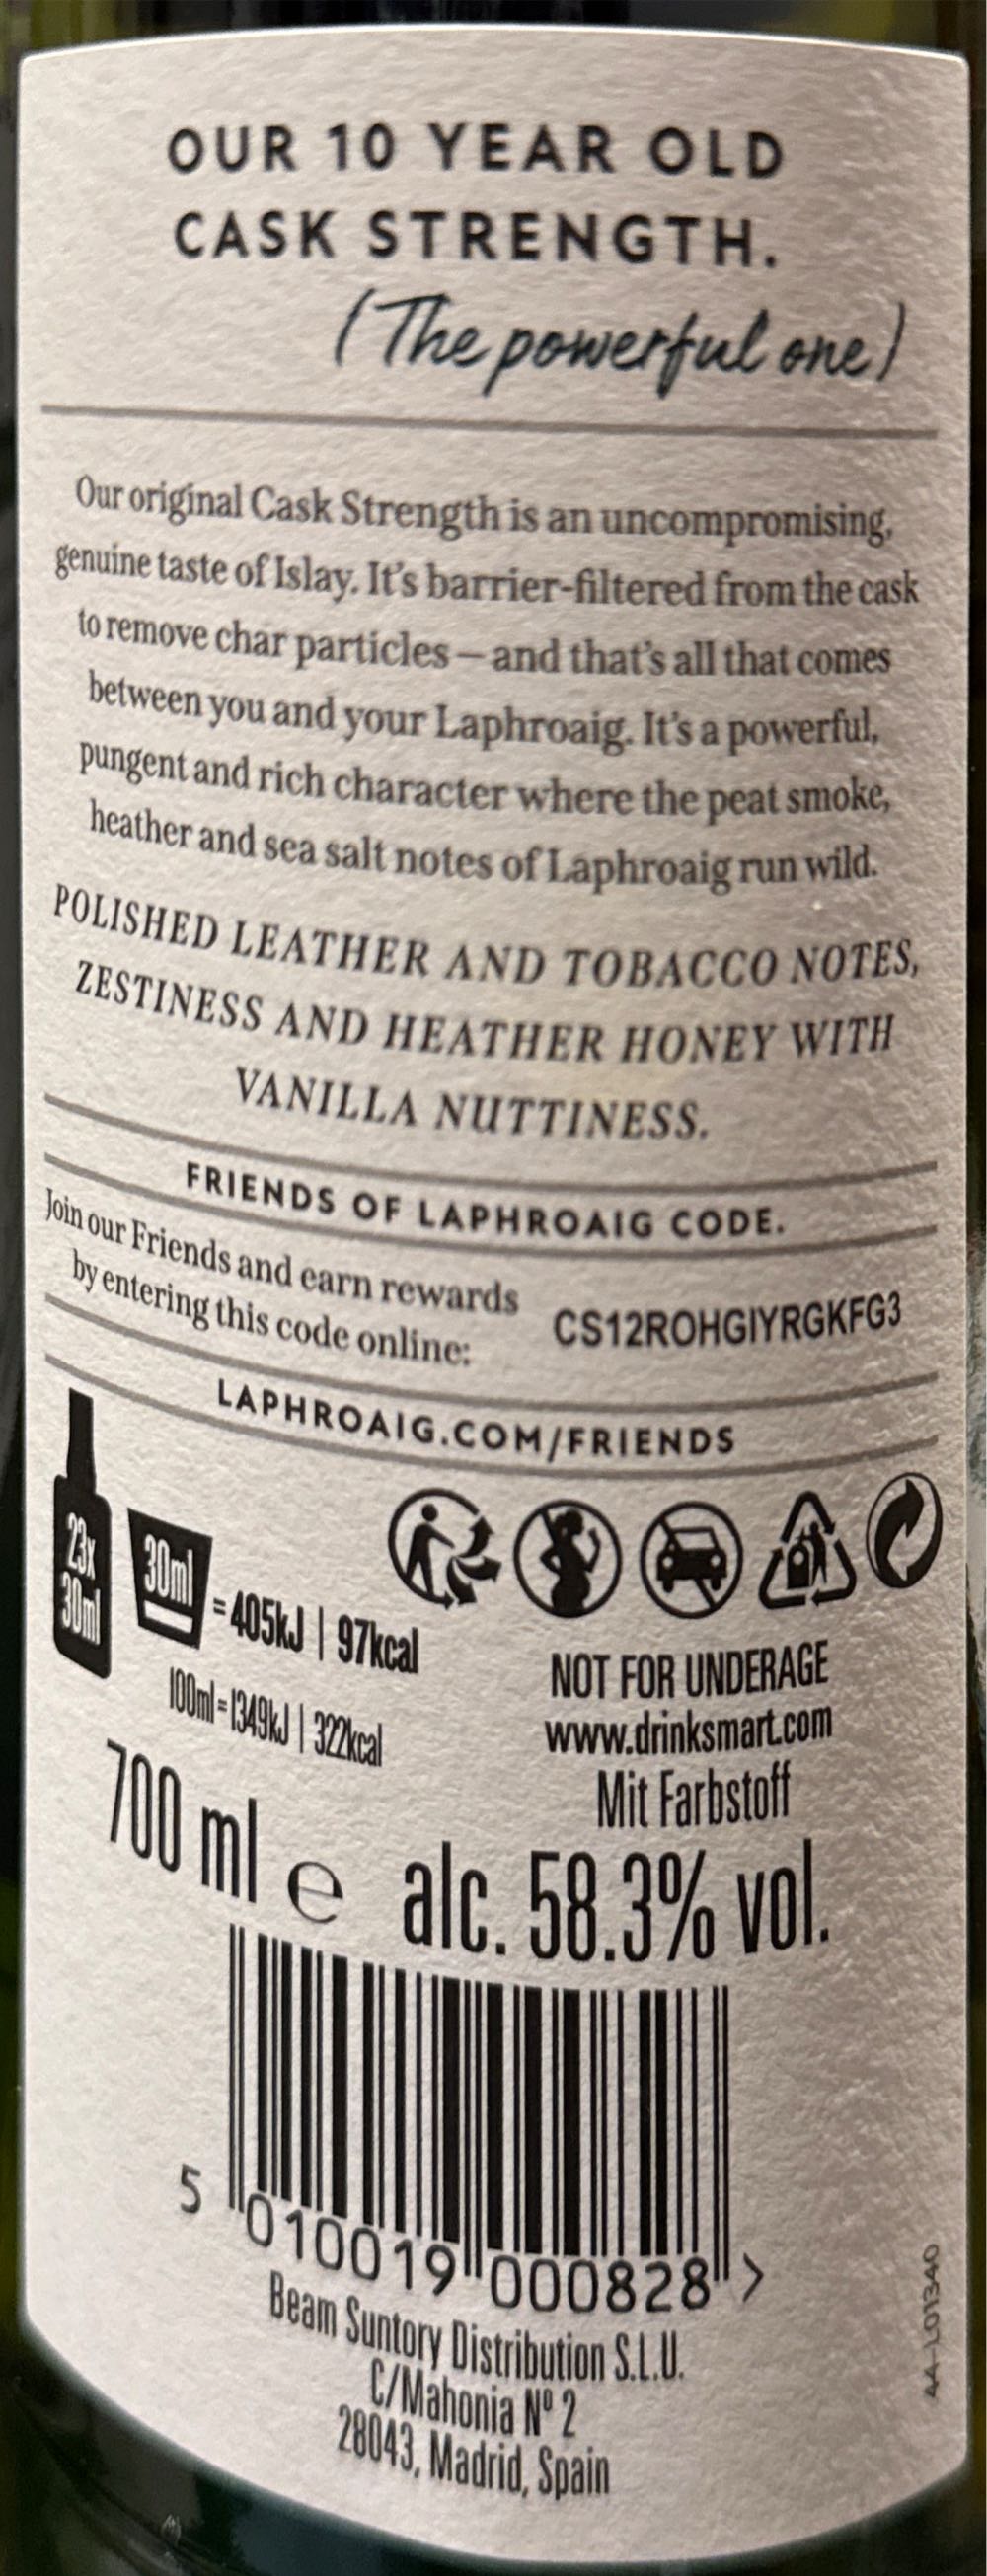 OUR 10 YEAR OLD
CASK STRENGTH.
(The powerful one)
Our original Cask Strength is an uncompromising,
genuine taste of Islay. It's barrier-filtered from the cask
to remove char particles – and that's all that comes
between you and your Laphroaig. It's a powerful,
pungent and rich character where the peat smoke,
heather and sea salt notes of Laphroaig run wild.
POLISHED LEATHER AND TOBACCO NOTES,
ZESTINESS AND HEATHER HONEY WITH
VANILLA NUTTINESS.
FRIENDS OF LAPHROAIG CODE.
Join our Friends and earn rewards
by entering this code online:
CS12ROHGIYRGKFG3
LAPHROAIG.COM/FRIENDS
23x
30ml
30ml
= 405kJ | 97kcal
100ml = 1349kJ | 322kcal
NOT FOR UNDERAGE
www.drinksmart.com
Mit Farbstoff
700 ml e alc. 58.3% vol.
5 010019 000828 >
Beam Suntory Distribution S.L.U.
C/Mahonia Nº 2
28043, Madrid, Spain
4A-L01340